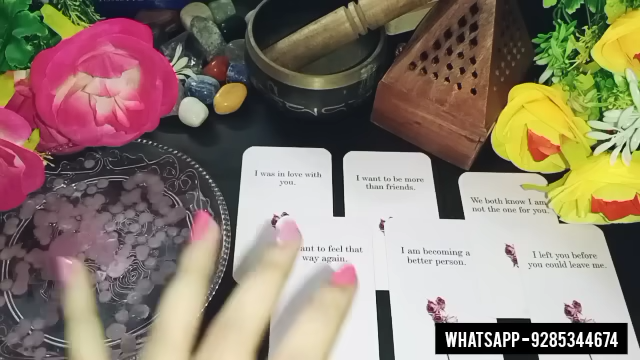 I was in love with
you.
I want to be more
than friends.
We both know I am
not the one for you.
want to feel that
way again.
I am becoming a
better person.
I left you before
you could leave me.
WHATSAPP-9285344674